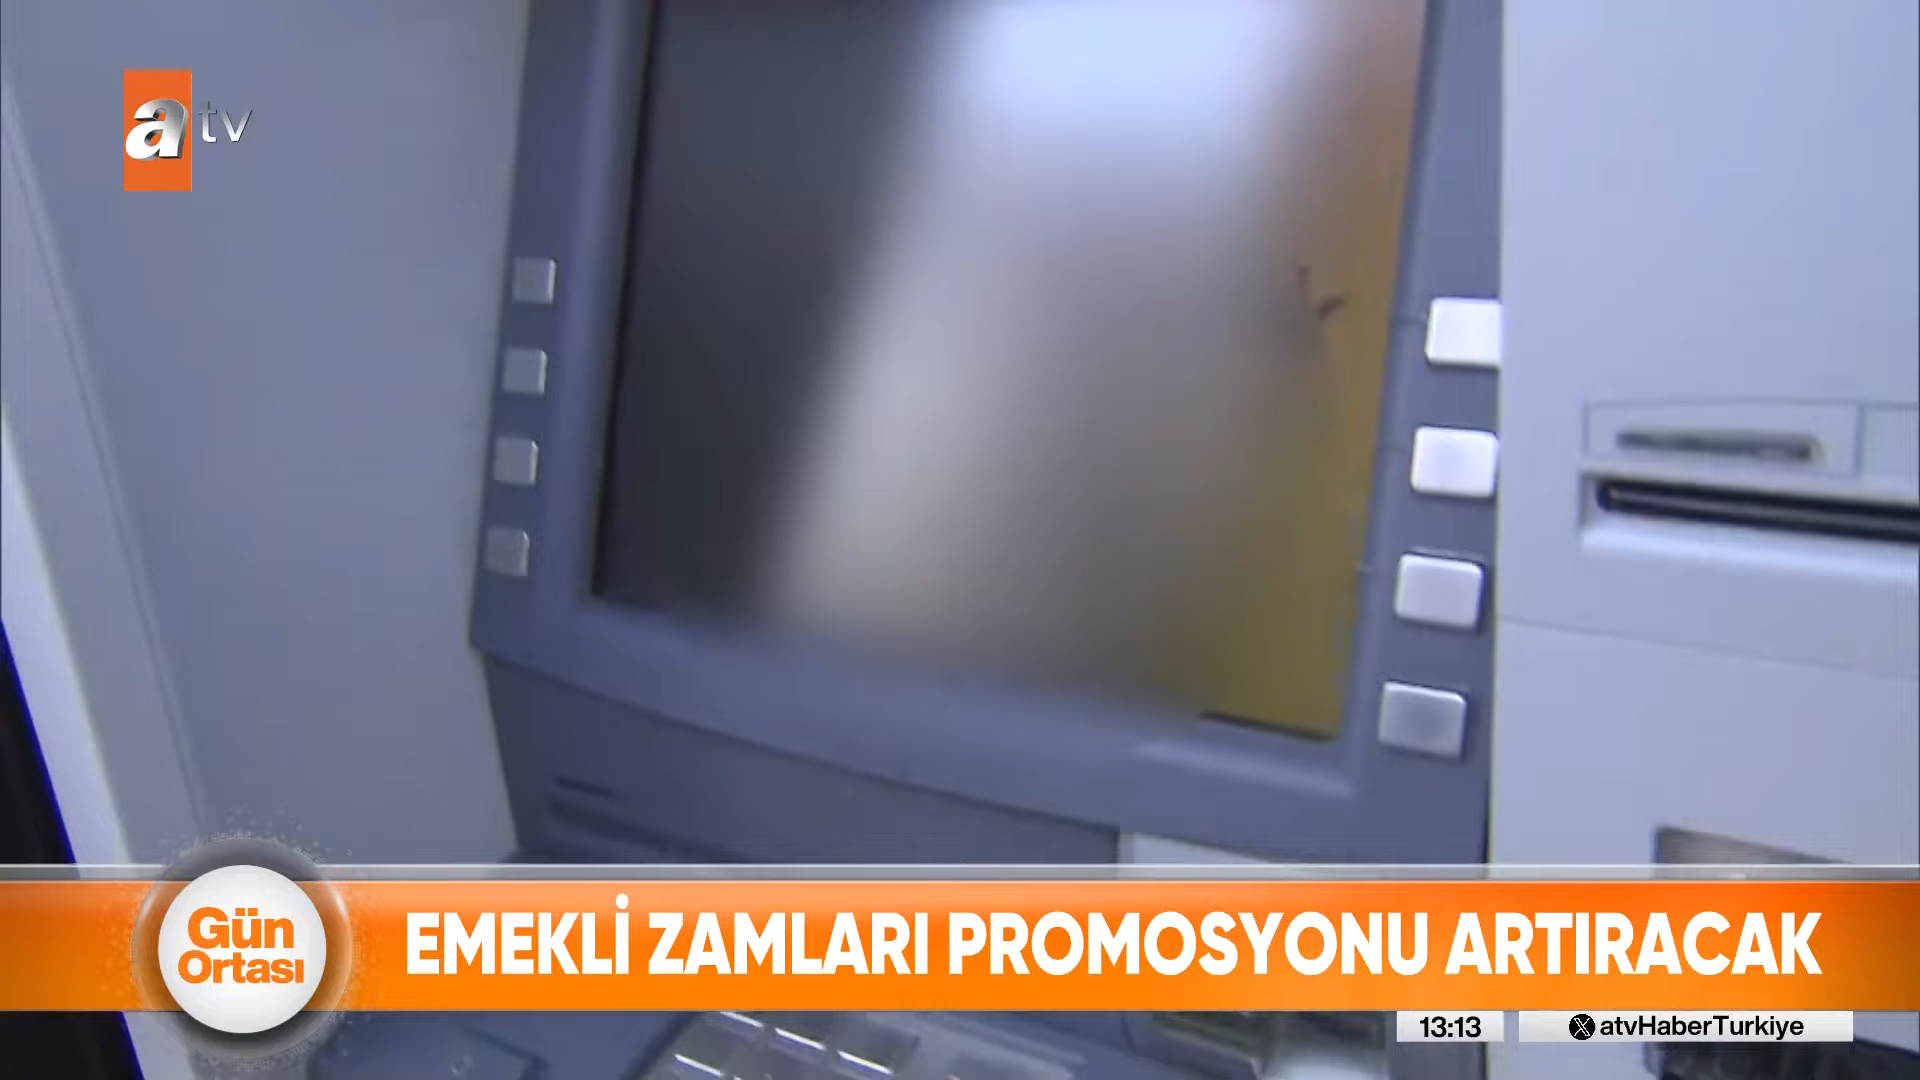 atv
Gün
Ortası
EMEKLİ ZAMLARI PROMOSYONU ARTIRACAK
13:13
atvHaberTurkiye